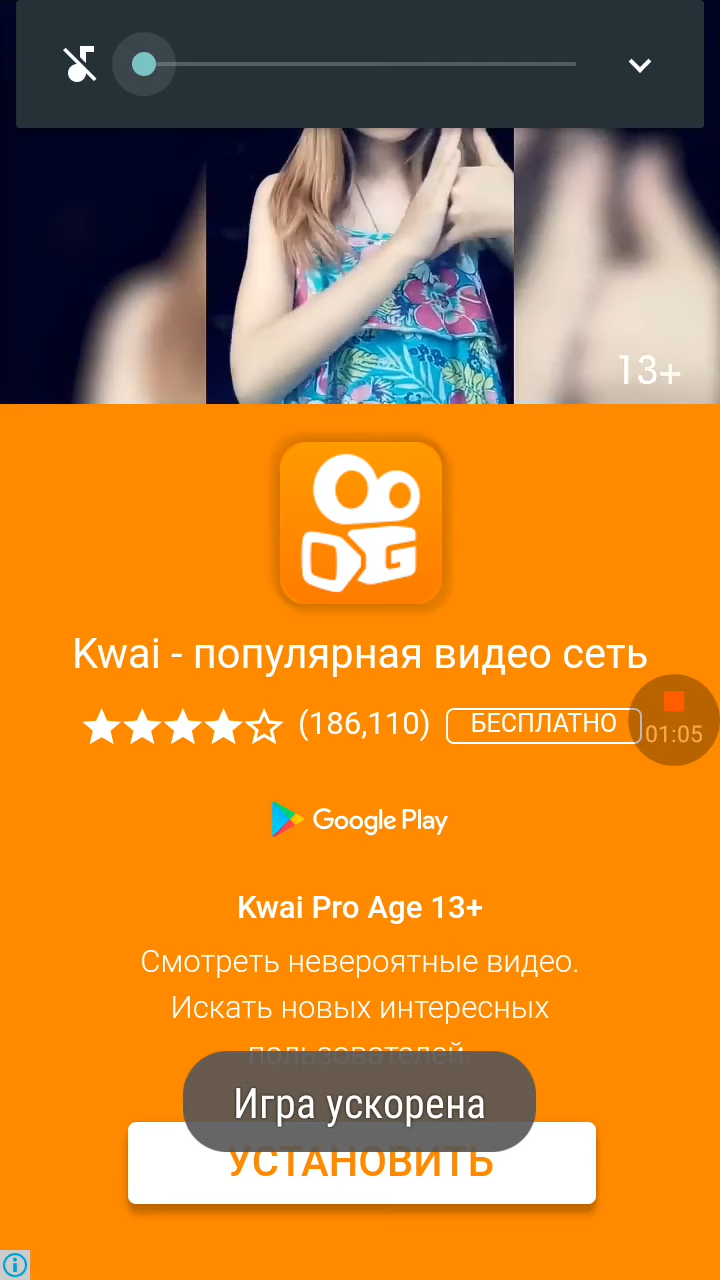 13+
Kwai - популярная видео сеть
(186,110) БЕСПЛАТНО
01:05
Google Play
Kwai Pro Age 13+
Смотреть невероятные видео.
Искать новых интересных
пользователей.
Игра ускорена
УСТАНОВИТЬ